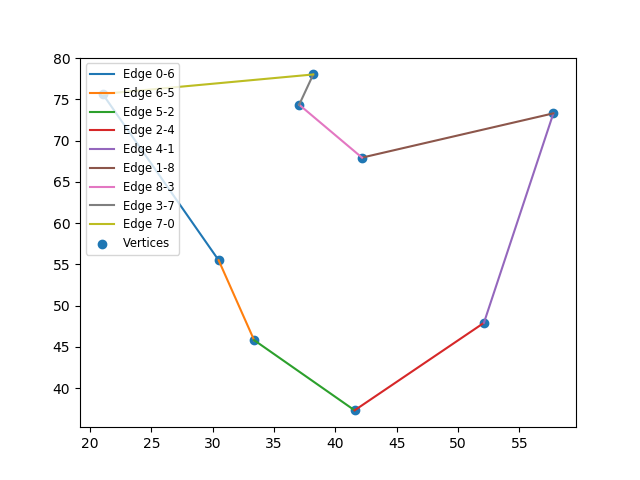 80
75
70
65
60
55
50
45
40
20
25
30
35
40
45
50
55
Edge 0-6
Edge 6-5
Edge 5-2
Edge 2-4
Edge 4-1
Edge 1-8
Edge 8-3
Edge 3-7
Edge 7-0
Vertices